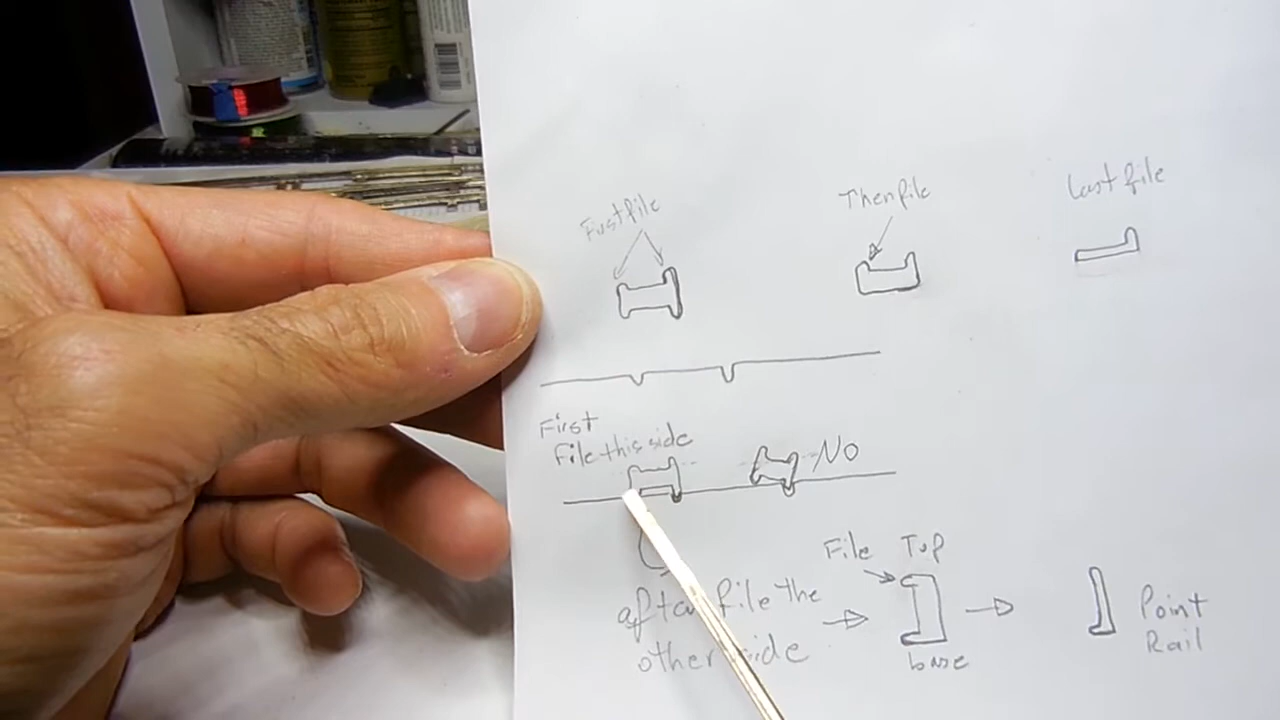 First file
Then file
Last file
First
File this side
NO
File Top
after file the
other side
base
Point
Rail